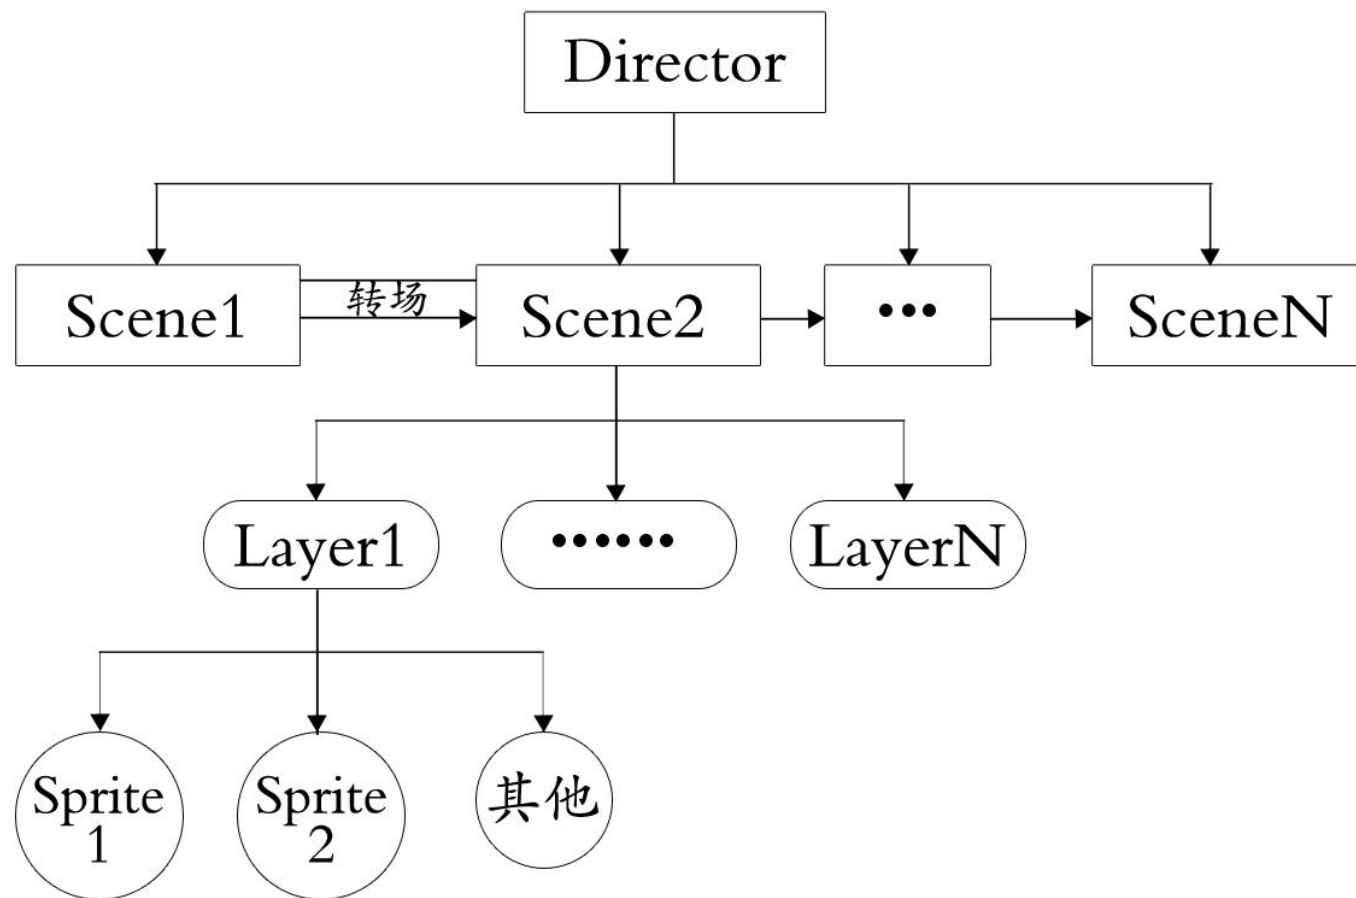 Director
Scene1
转场
Scene2
•••
SceneN
Layer1
••••••
LayerN
Sprite
1
Sprite
2
其他